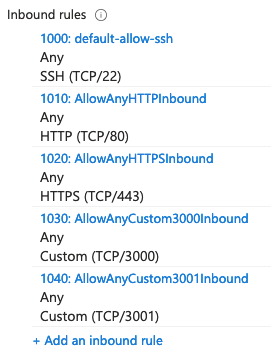 Inbound rules
1000: default-allow-ssh
Any
SSH (TCP/22)
1010: AllowAnyHTTPInbound
Any
HTTP (TCP/80)
1020: AllowAnyHTTPSInbound
Any
HTTPS (TCP/443)
1030: AllowAnyCustom3000Inbound
Any
Custom (TCP/3000)
1040: AllowAnyCustom3001Inbound
Any
Custom (TCP/3001)
+ Add an inbound rule